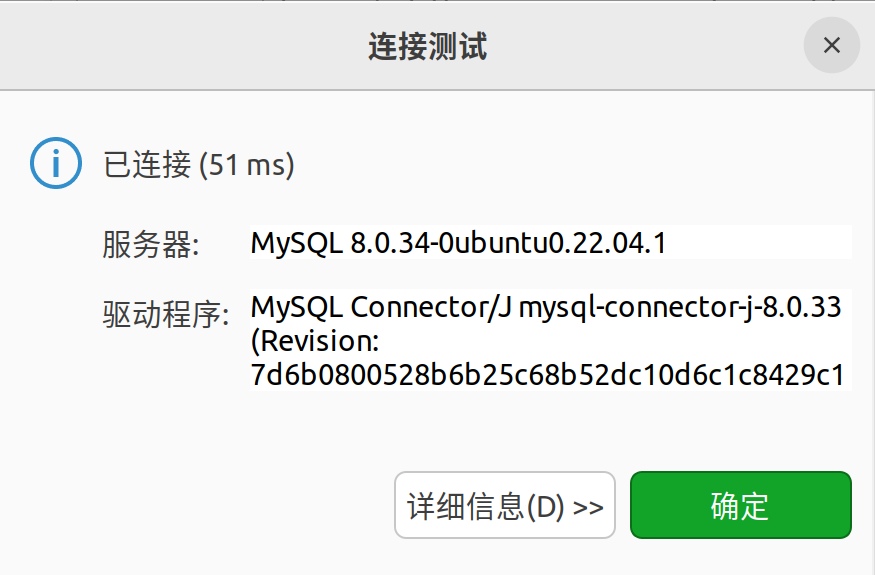 连接测试
已连接 (51 ms)
服务器: MySQL 8.0.34-0ubuntu0.22.04.1
驱动程序: MySQL Connector/J mysql-connector-j-8.0.33
(Revision:
7d6b0800528b6b25c68b52dc10d6c1c8429c1
详细信息(D) >> 确定